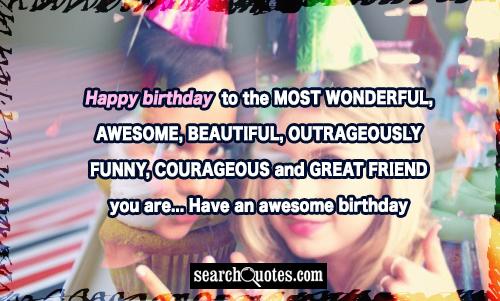 Happy birthday to the MOST WONDERFUL,
AWESOME, BEAUTIFUL, OUTRAGEOUSLY
FUNNY, COURAGEOUS and GREAT FRIEND
you are... Have an awesome birthday
searchQuotes.com